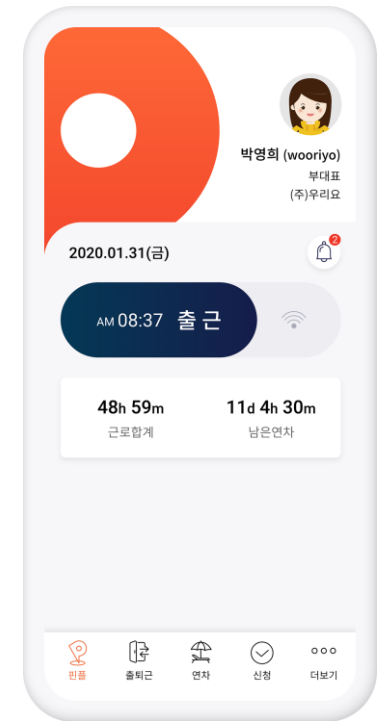 박영희 (wooriyo)
부대표
(주)우리요
2020.01.31(금)
2
AM 08:37 출 근
48h 59m
근로합계
11d 4h 30m
남은연차
핀플
출퇴근
연차
신청
더보기